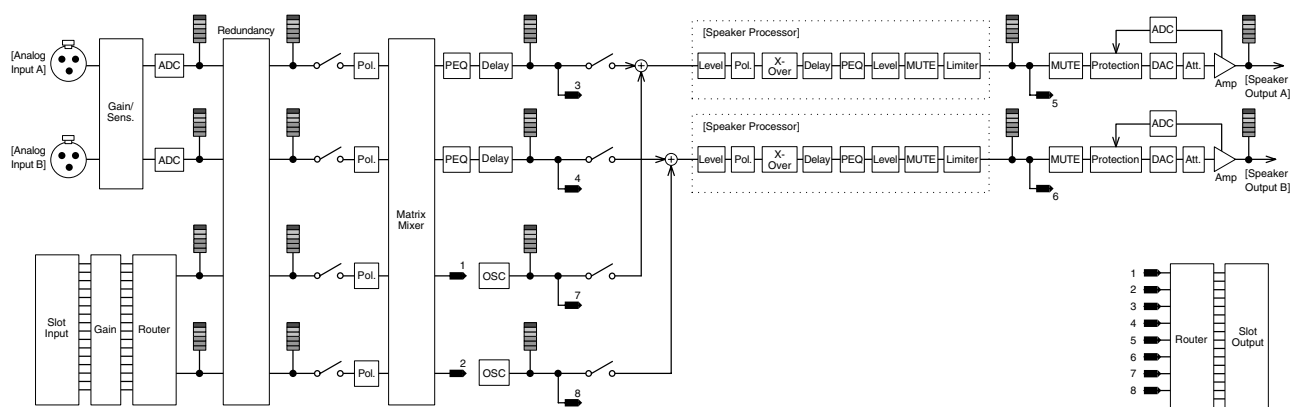 Redundancy
[Analog
Input A]
Gain/
Sens.
ADC
Pol.
Matrix
Mixer
PEQ
Delay
3
[Speaker Processor]
Level
Pol.
X-
Over
Delay
PEQ
Level
MUTE
Limiter
5
MUTE
Protection
ADC
DAC
Att.
Amp
[Speaker
Output A]
[Analog
Input B]
ADC
Pol.
PEQ
Delay
4
[Speaker Processor]
Level
Pol.
X-
Over
Delay
PEQ
Level
MUTE
Limiter
6
MUTE
Protection
ADC
DAC
Att.
Amp
[Speaker
Output B]
Slot
Input
Gain
Router
Pol.
1
OSC
7
Pol.
2
OSC
8
1
2
3
4
5
6
7
8
Router
Slot
Output